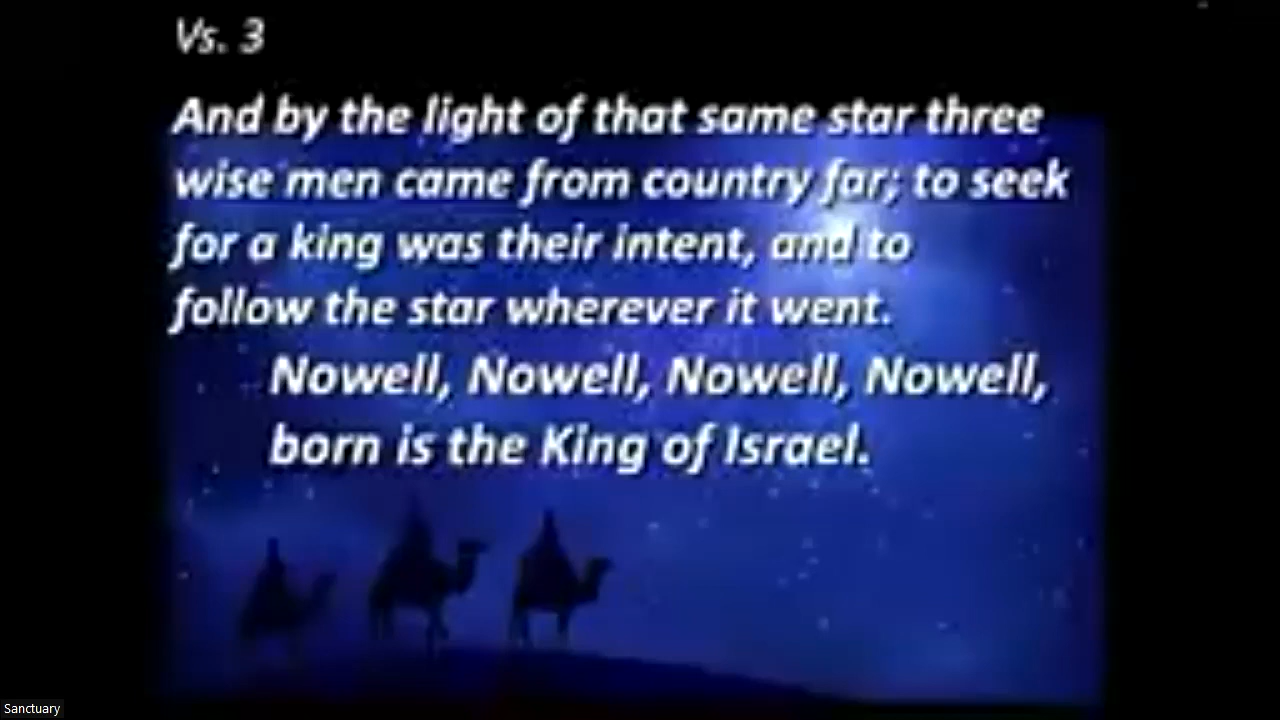 Vs. 3
And by the light of that same star three
wise men came from country far; to seek
for a king was their intent, and to
follow the star wherever it went.
Nowell, Nowell, Nowell, Nowell,
born is the King of Israel.
Sanctuary